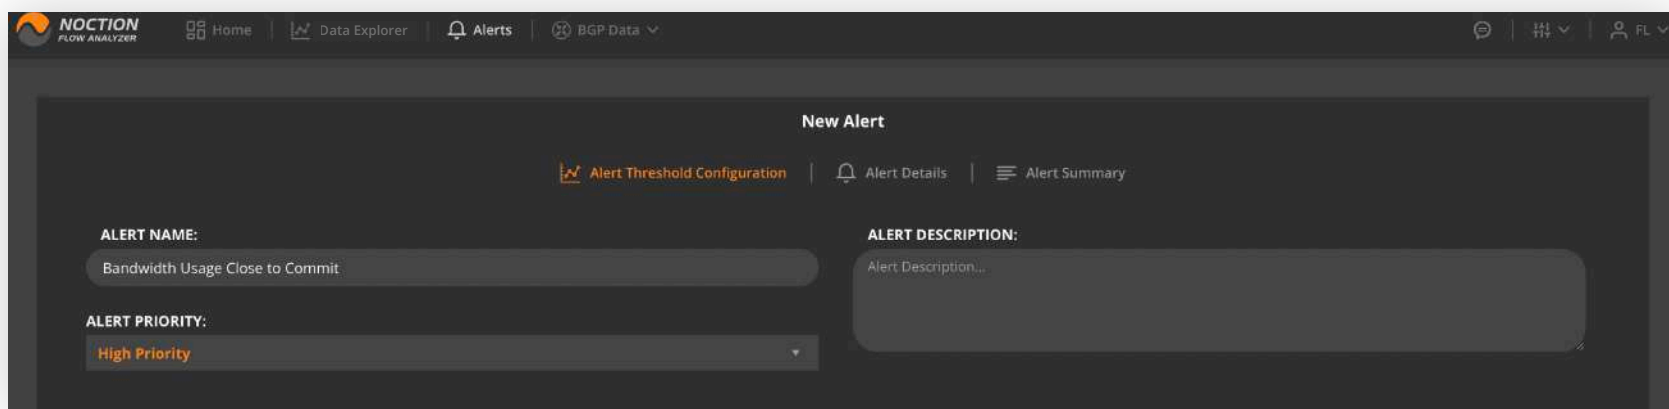 NOCTION
FLOW ANALYZER
Home
Data Explorer
Alerts
BGP Data
FL
New Alert
Alert Threshold Configuration
Alert Details
Alert Summary
ALERT NAME:
Bandwidth Usage Close to Commit
ALERT PRIORITY:
High Priority
ALERT DESCRIPTION:
Alert Description...